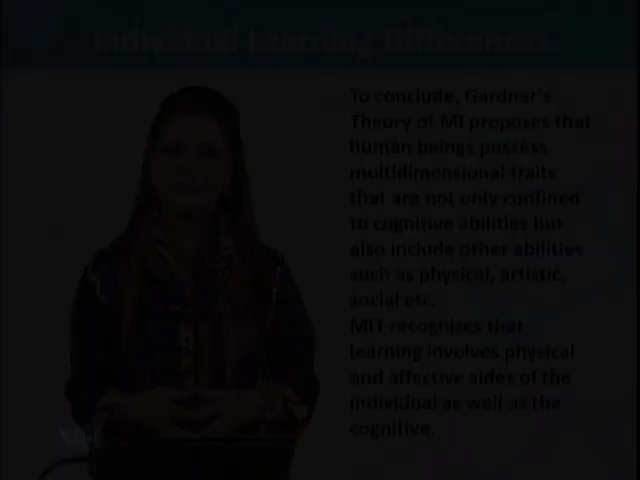 Individual Learning Differences
To conclude, Gardner's
Theory of MI proposes that
human beings possess
multidimensional traits
that are not only confined
to cognitive abilities but
also include other abilities
such as physical, artistic,
social etc.
MIT recognizes that
learning involves physical
and affective sides of the
individual as well as the
cognitive.